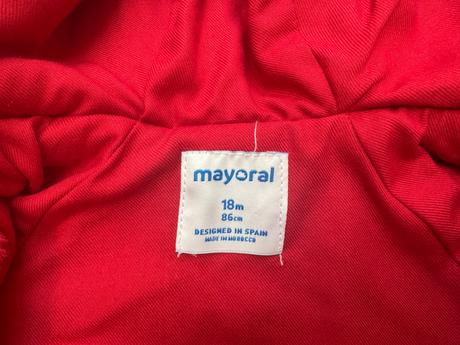 mayoral
18m
86cm
DESIGNED IN SPAIN
MADE IN MOROCCO